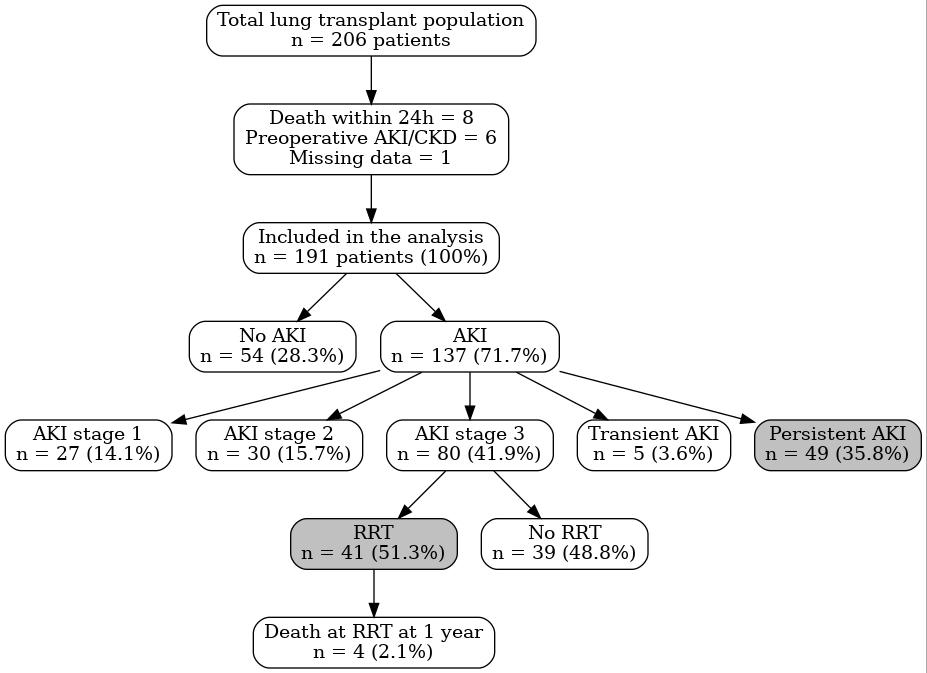 Total lung transplant population
n = 206 patients
Death within 24h = 8
Preoperative AKI/CKD = 6
Missing data = 1
Included in the analysis
n = 191 patients (100%)
No AKI
n = 54 (28.3%)
AKI
n = 137 (71.7%)
AKI stage 1
n = 27 (14.1%)
AKI stage 2
n = 30 (15.7%)
AKI stage 3
n = 80 (41.9%)
Transient AKI
n = 5 (3.6%)
Persistent AKI
n = 49 (35.8%)
RRT
n = 41 (51.3%)
No RRT
n = 39 (48.8%)
Death at RRT at 1 year
n = 4 (2.1%)